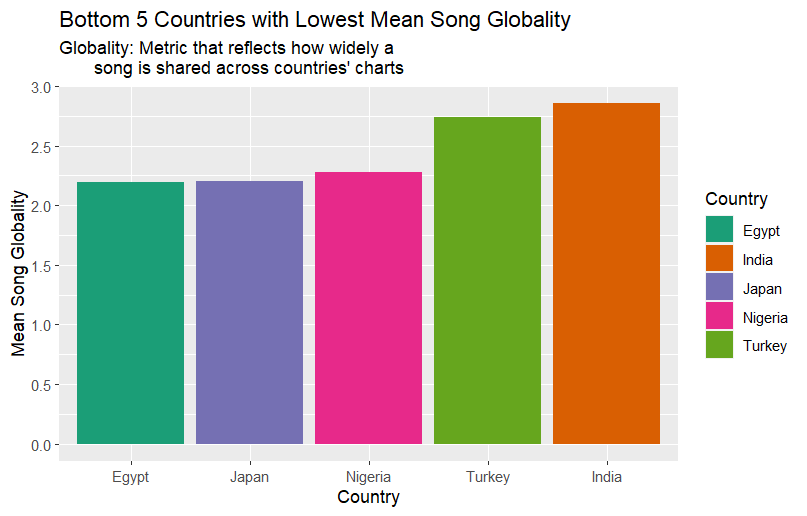 Bottom 5 Countries with Lowest Mean Song Globality
Globality: Metric that reflects how widely a
song is shared across countries' charts
3.0
2.5
2.0
1.5
1.0
0.5
0.0
Mean Song Globality
Egypt
Japan
Nigeria
Turkey
India
Country
Country
Egypt
India
Japan
Nigeria
Turkey